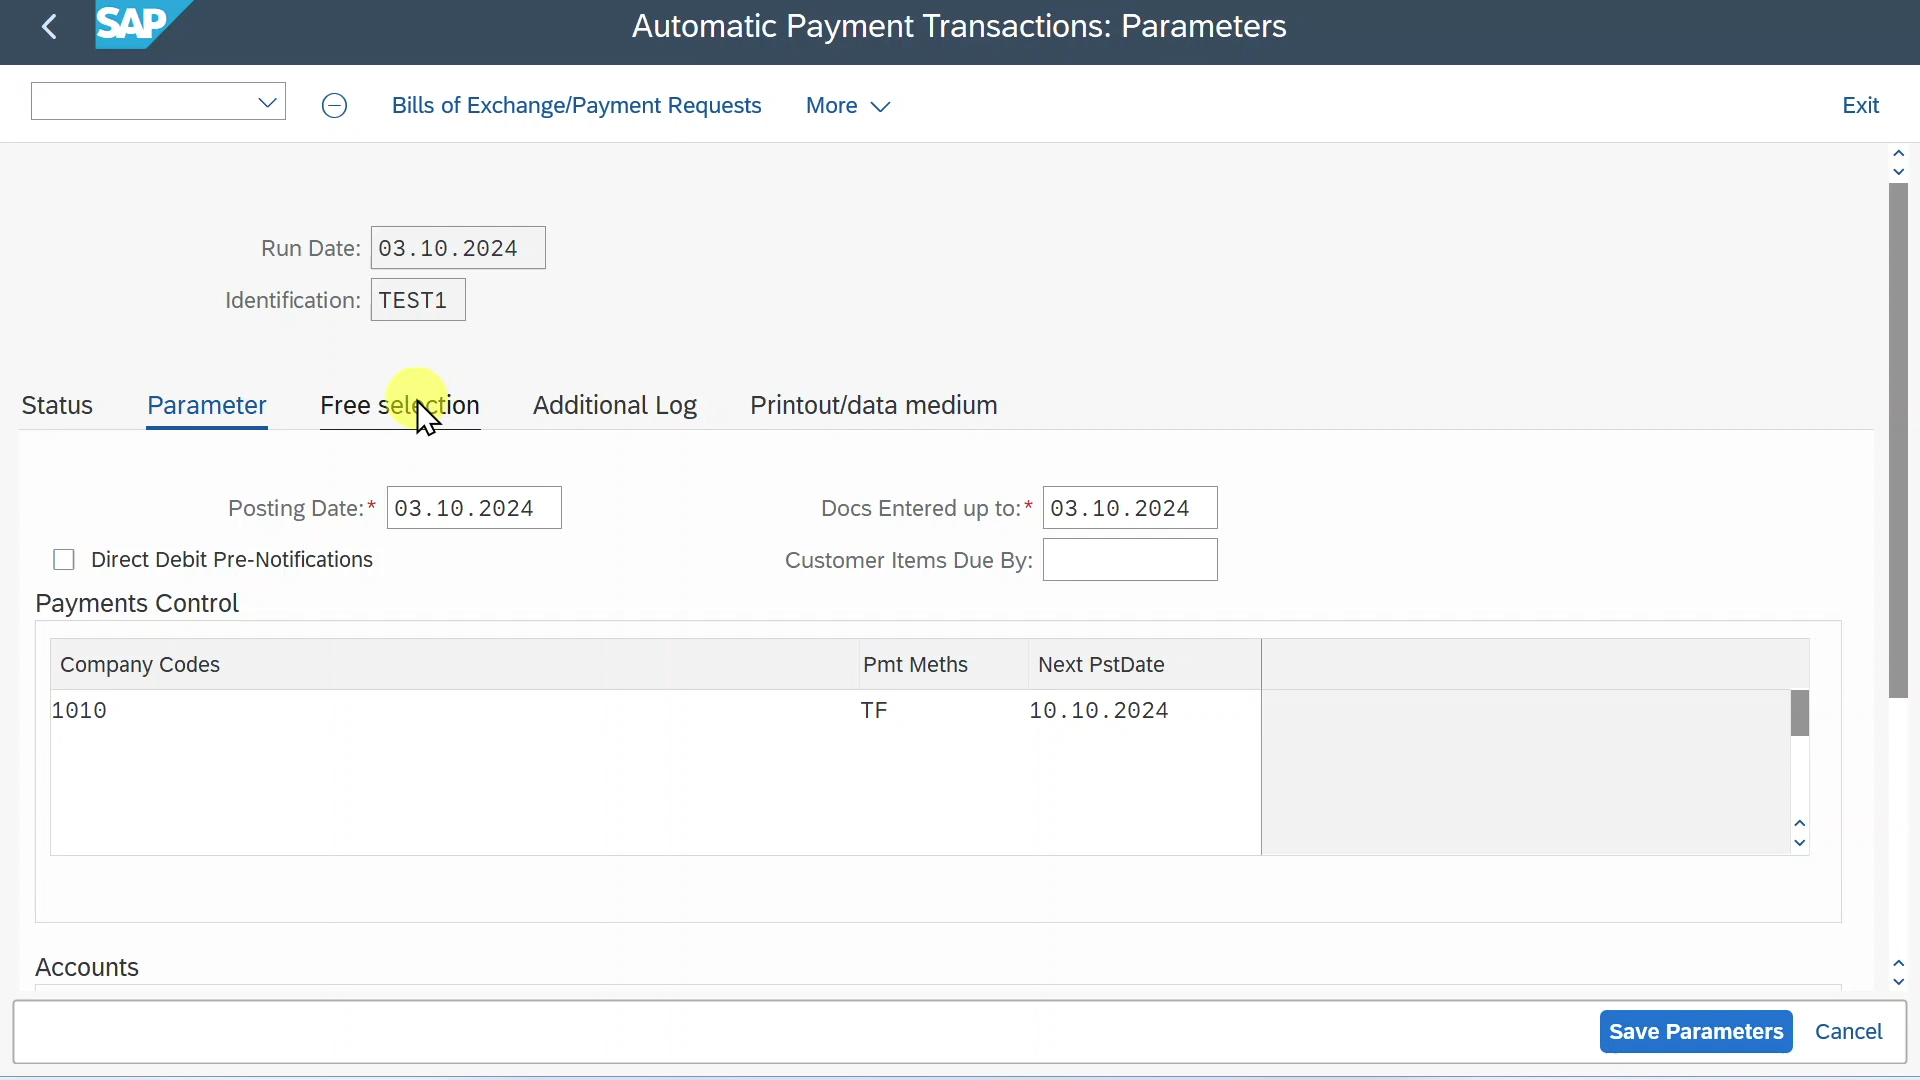 SAP Automatic Payment Transactions: Parameters
Bills of Exchange/Payment Requests More Exit
Run Date: 03.10.2024
Identification: TEST1
Status Parameter Free selection Additional Log Printout/data medium
Posting Date:* 03.10.2024 Docs Entered up to:* 03.10.2024
Direct Debit Pre-Notifications Customer Items Due By:
Payments Control
Company Codes Pmt Meths Next PstDate
1010 TF 10.10.2024
Accounts
Save Parameters Cancel